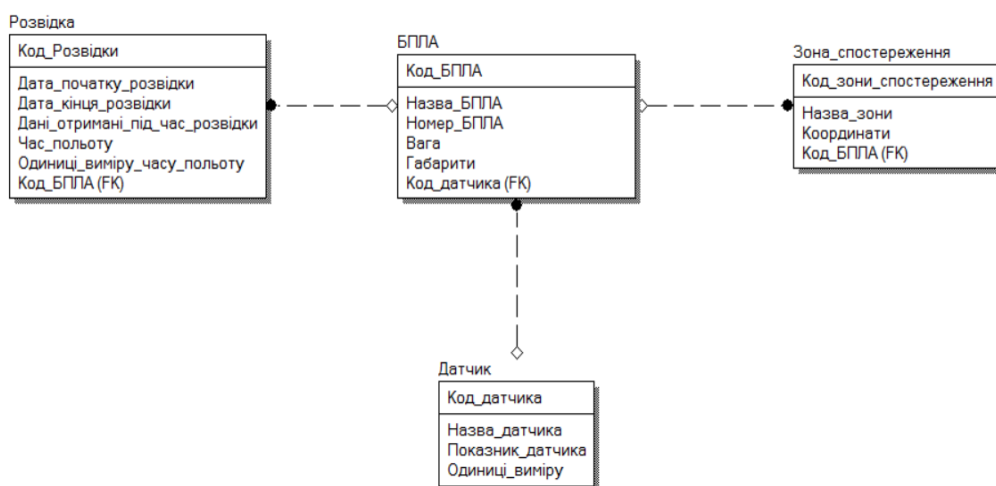 Розвідка
Код_Розвідки
Дата_початку_розвідки
Дата_кінця_розвідки
Дані_отримані_під_час_розвідки
Час_польоту
Одиниці_виміру_часу_польоту
Код_БПЛА (FK)
БПЛА
Код_БПЛА
Назва_БПЛА
Номер_БПЛА
Вага
Габарити
Код_датчика (FK)
Зона_спостереження
Код_зони_спостереження
Назва_зони
Координати
Код_БПЛА (FK)
Датчик
Код_датчика
Назва_датчика
Показник_датчика
Одиниці_виміру